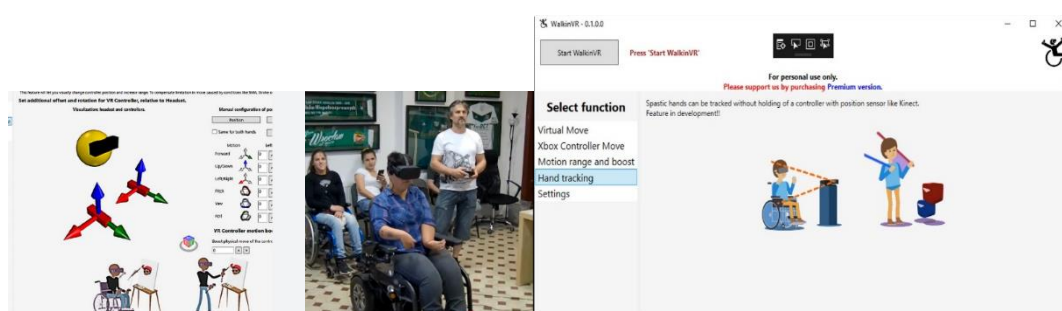 WalkinVR - 0.1.0.0
Start WalkinVR
Press 'Start WalkinVR'
For personal use only.
Please support us by purchasing Premium version.
Select function
Virtual Move
Xbox Controller Move
Motion range and boost
Hand tracking
Settings
Spastic hands can be tracked without holding of a controller with position sensor like Kinect.
Feature in development!!
Set additional offset and rotation for VR Controller, relative to Headset.
Visualization headset and controllers.
Manual configuration of
Position
Same for both hands
Motion
Forward
Up/Down
Left/Right
Pitch
Yaw
Roll
VR Controller motion